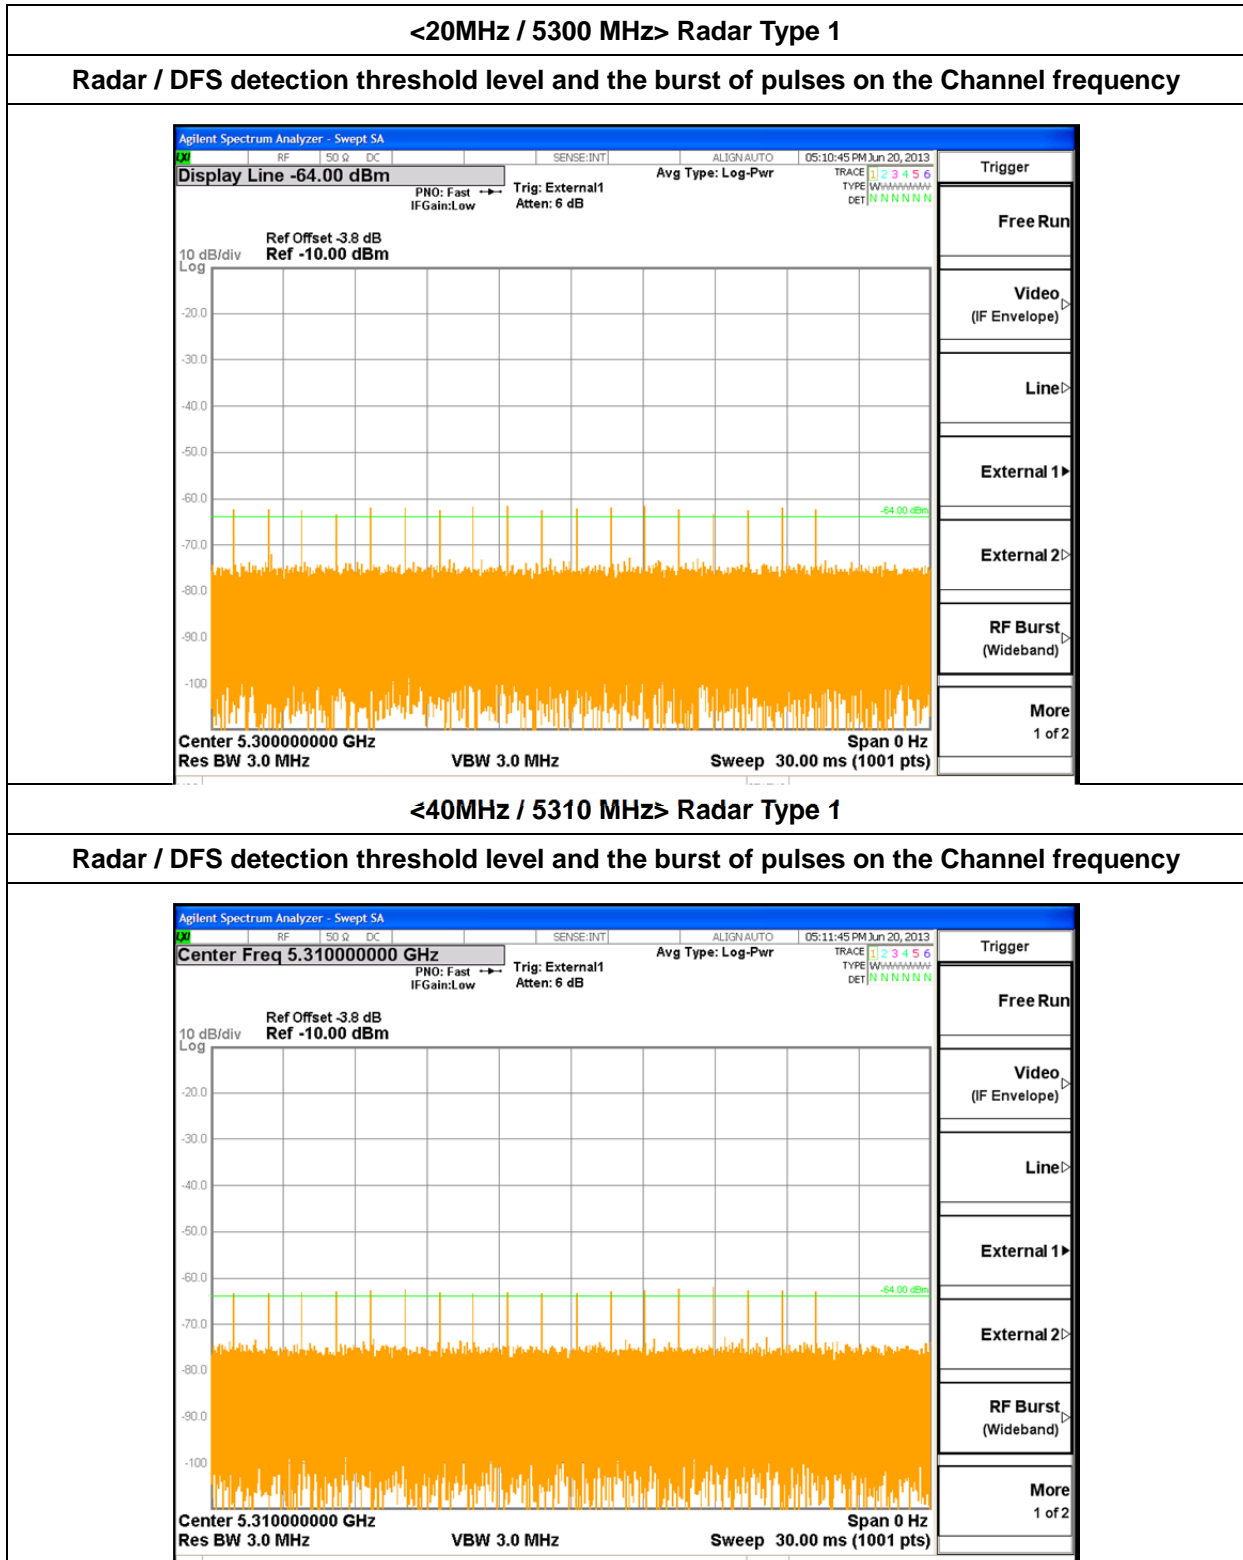 <20MHz / 5300 MHz> Radar Type 1
Radar / DFS detection threshold level and the burst of pulses on the Channel frequency
Agilent Spectrum Analyzer - Swept SA
LXI RF 50 Ω DC SENSE:INT ALIGNAUTO 05:10:45 PM Jun 20, 2013
Display Line -64.00 dBm
PNO: Fast
IFGain:Low
Trig: External1
Atten: 6 dB
Avg Type: Log-Pwr
TRACE 1 2 3 4 5 6
TYPE WWWWWW
DET N N N N N N
Ref Offset -3.8 dB
10 dB/div Ref -10.00 dBm
Log
-20.0
-30.0
-40.0
-50.0
-60.0
-64.00 dBm
-70.0
-80.0
-90.0
-100
Center 5.300000000 GHz Span 0 Hz
Res BW 3.0 MHz VBW 3.0 MHz Sweep 30.00 ms (1001 pts)
Trigger
Free Run
Video
(IF Envelope)
Line
External 1
External 2
RF Burst
(Wideband)
More
1 of 2
<40MHz / 5310 MHz> Radar Type 1
Radar / DFS detection threshold level and the burst of pulses on the Channel frequency
Agilent Spectrum Analyzer - Swept SA
LXI RF 50 Ω DC SENSE:INT ALIGNAUTO 05:11:45 PM Jun 20, 2013
Center Freq 5.310000000 GHz
PNO: Fast
IFGain:Low
Trig: External1
Atten: 6 dB
Avg Type: Log-Pwr
TRACE 1 2 3 4 5 6
TYPE WWWWWW
DET N N N N N N
Ref Offset -3.8 dB
10 dB/div Ref -10.00 dBm
Log
-20.0
-30.0
-40.0
-50.0
-60.0
-64.00 dBm
-70.0
-80.0
-90.0
-100
Center 5.310000000 GHz Span 0 Hz
Res BW 3.0 MHz VBW 3.0 MHz Sweep 30.00 ms (1001 pts)
Trigger
Free Run
Video
(IF Envelope)
Line
External 1
External 2
RF Burst
(Wideband)
More
1 of 2